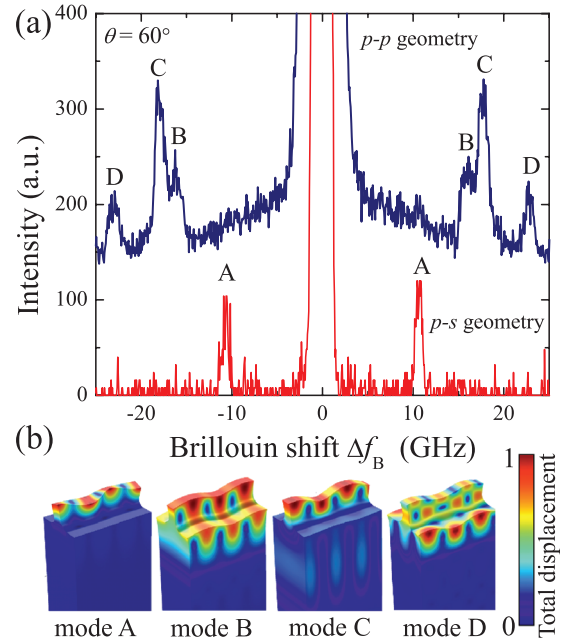 (a)
400
300
200
100
0
Intensity (a.u.)
θ = 60°
p-p geometry
C
B
D
C
B
D
A
A
p-s geometry
-20
-10
0
10
20
Brillouin shift Δf_B (GHz)
(b)
1
0
Total displacement
mode A
mode B
mode C
mode D